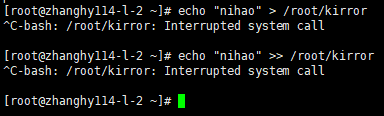 [root@zhanghy114-l-2 ~]# echo "nihao" > /root/kirror
^C-bash: /root/kirror: Interrupted system call
[root@zhanghy114-l-2 ~]# echo "nihao" >> /root/kirror
^C-bash: /root/kirror: Interrupted system call
[root@zhanghy114-l-2 ~]#